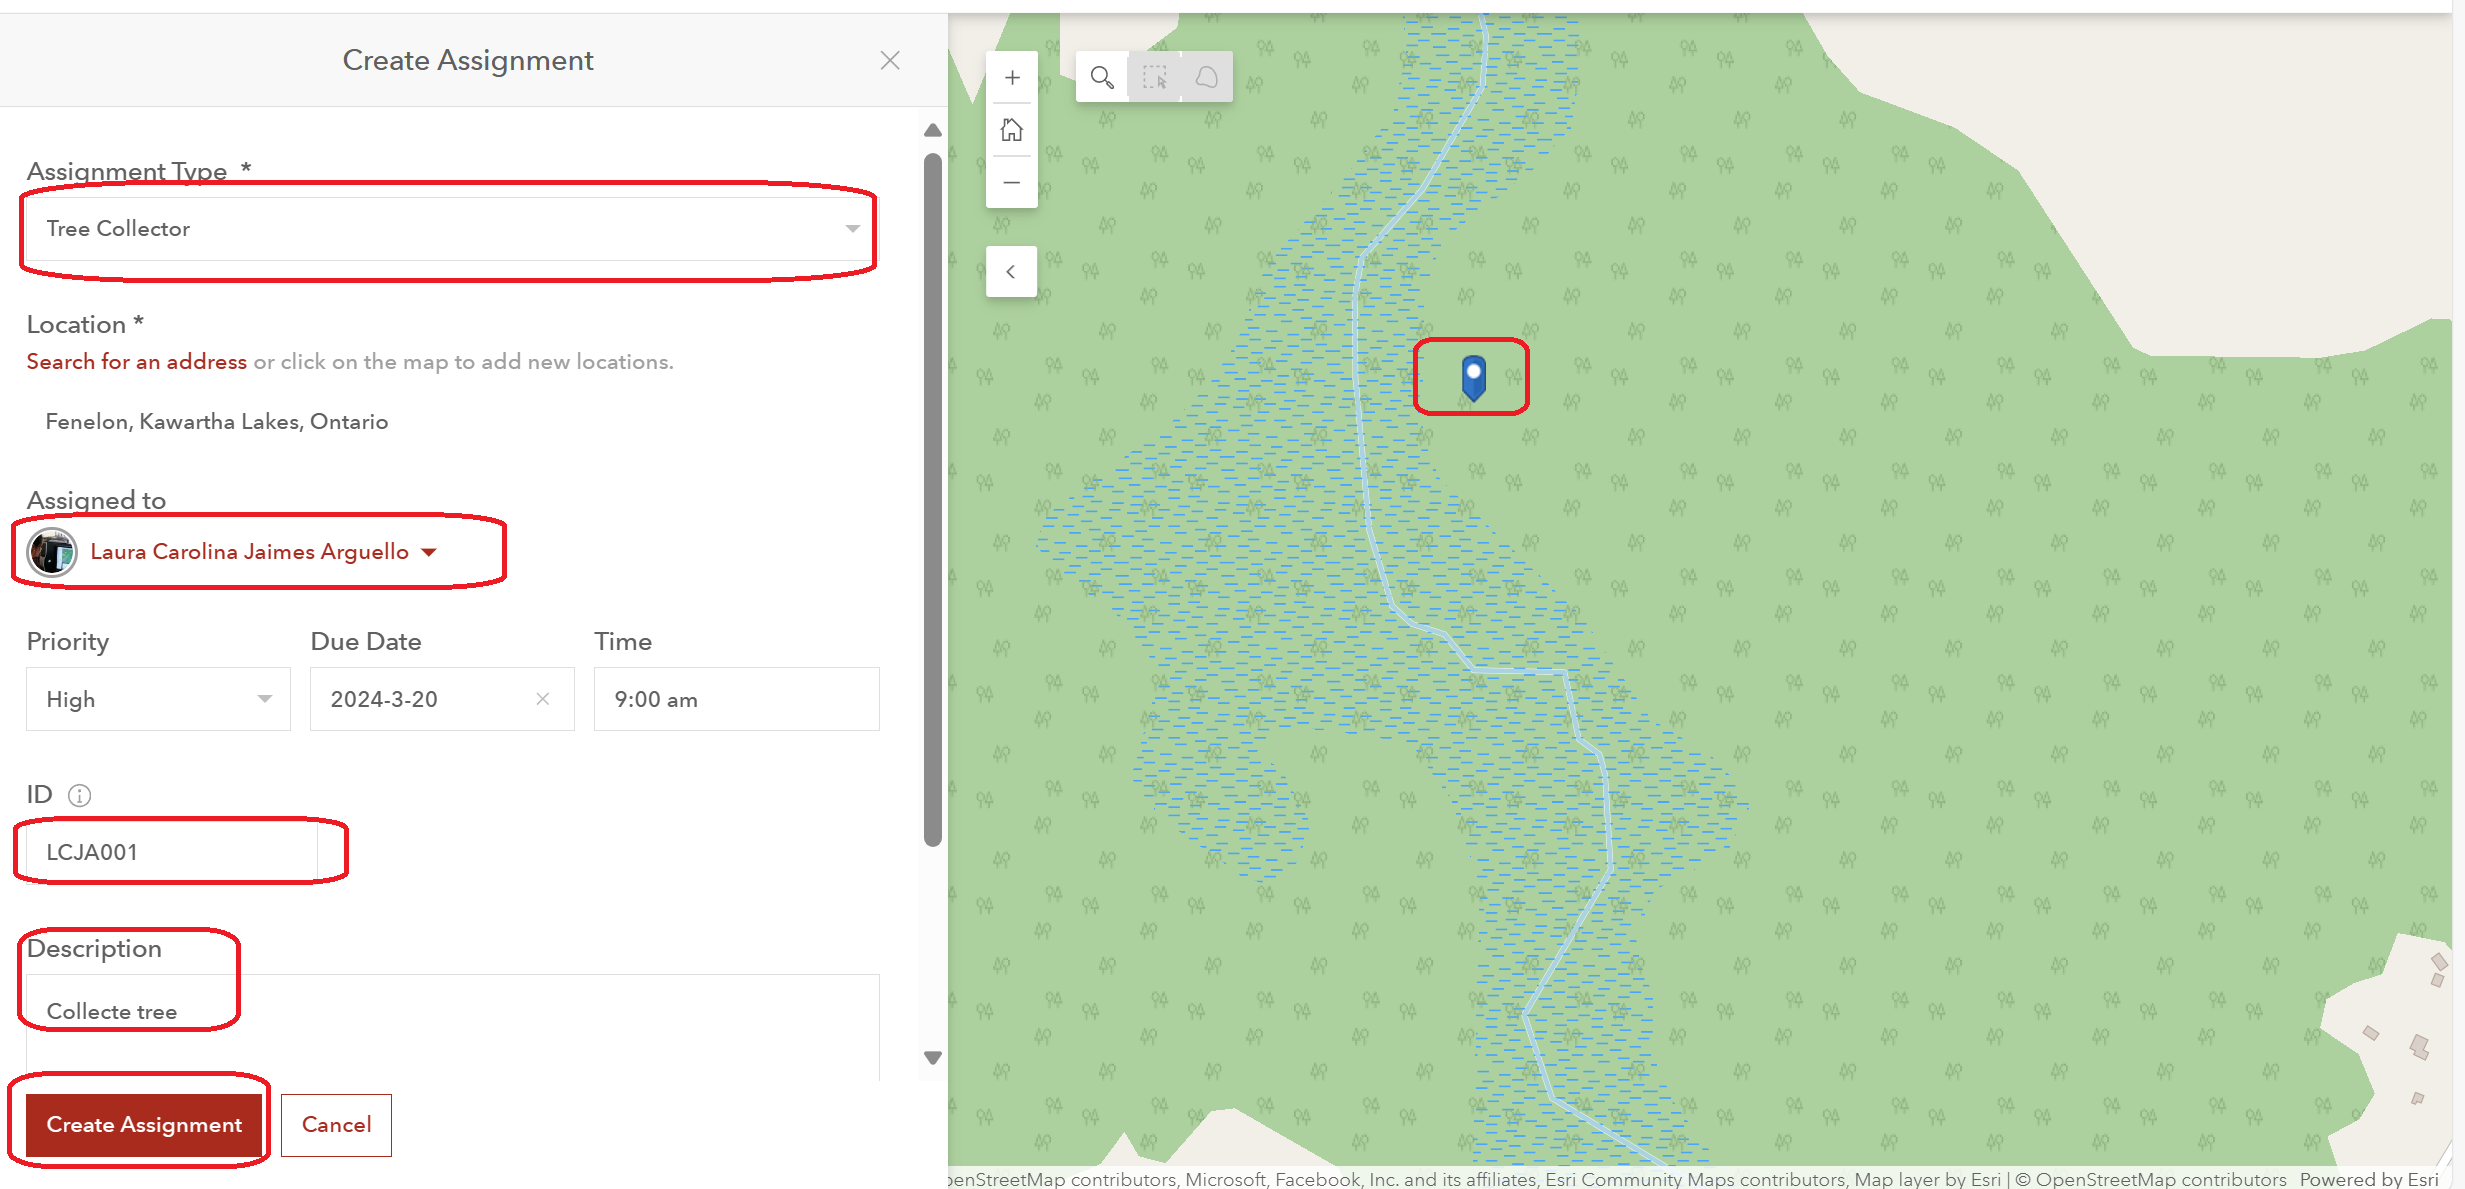 Create Assignment
Assignment Type *
Tree Collector
Location *
Search for an address or click on the map to add new locations.
Fenelon, Kawartha Lakes, Ontario
Assigned to
Laura Carolina Jaimes Arguello
Priority Due Date Time
High 2024-3-20 9:00 am
ID
LCJA001
Description
Collecte tree
Create Assignment Cancel
penStreetMap contributors, Microsoft, Facebook, Inc. and its affiliates, Esri Community Maps contributors, Map layer by Esri | © OpenStreetMap contributors Powered by Esri